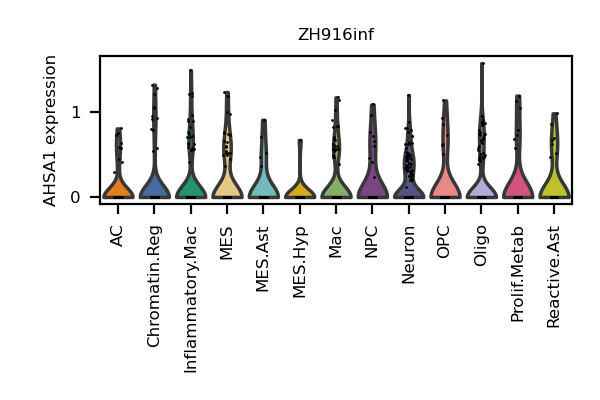 ZH916inf
AHSA1 expression
1
0
AC
Chromatin.Reg
Inflammatory.Mac
MES
MES.Ast
MES.Hyp
Mac
NPC
Neuron
OPC
Oligo
Prolif.Metab
Reactive.Ast